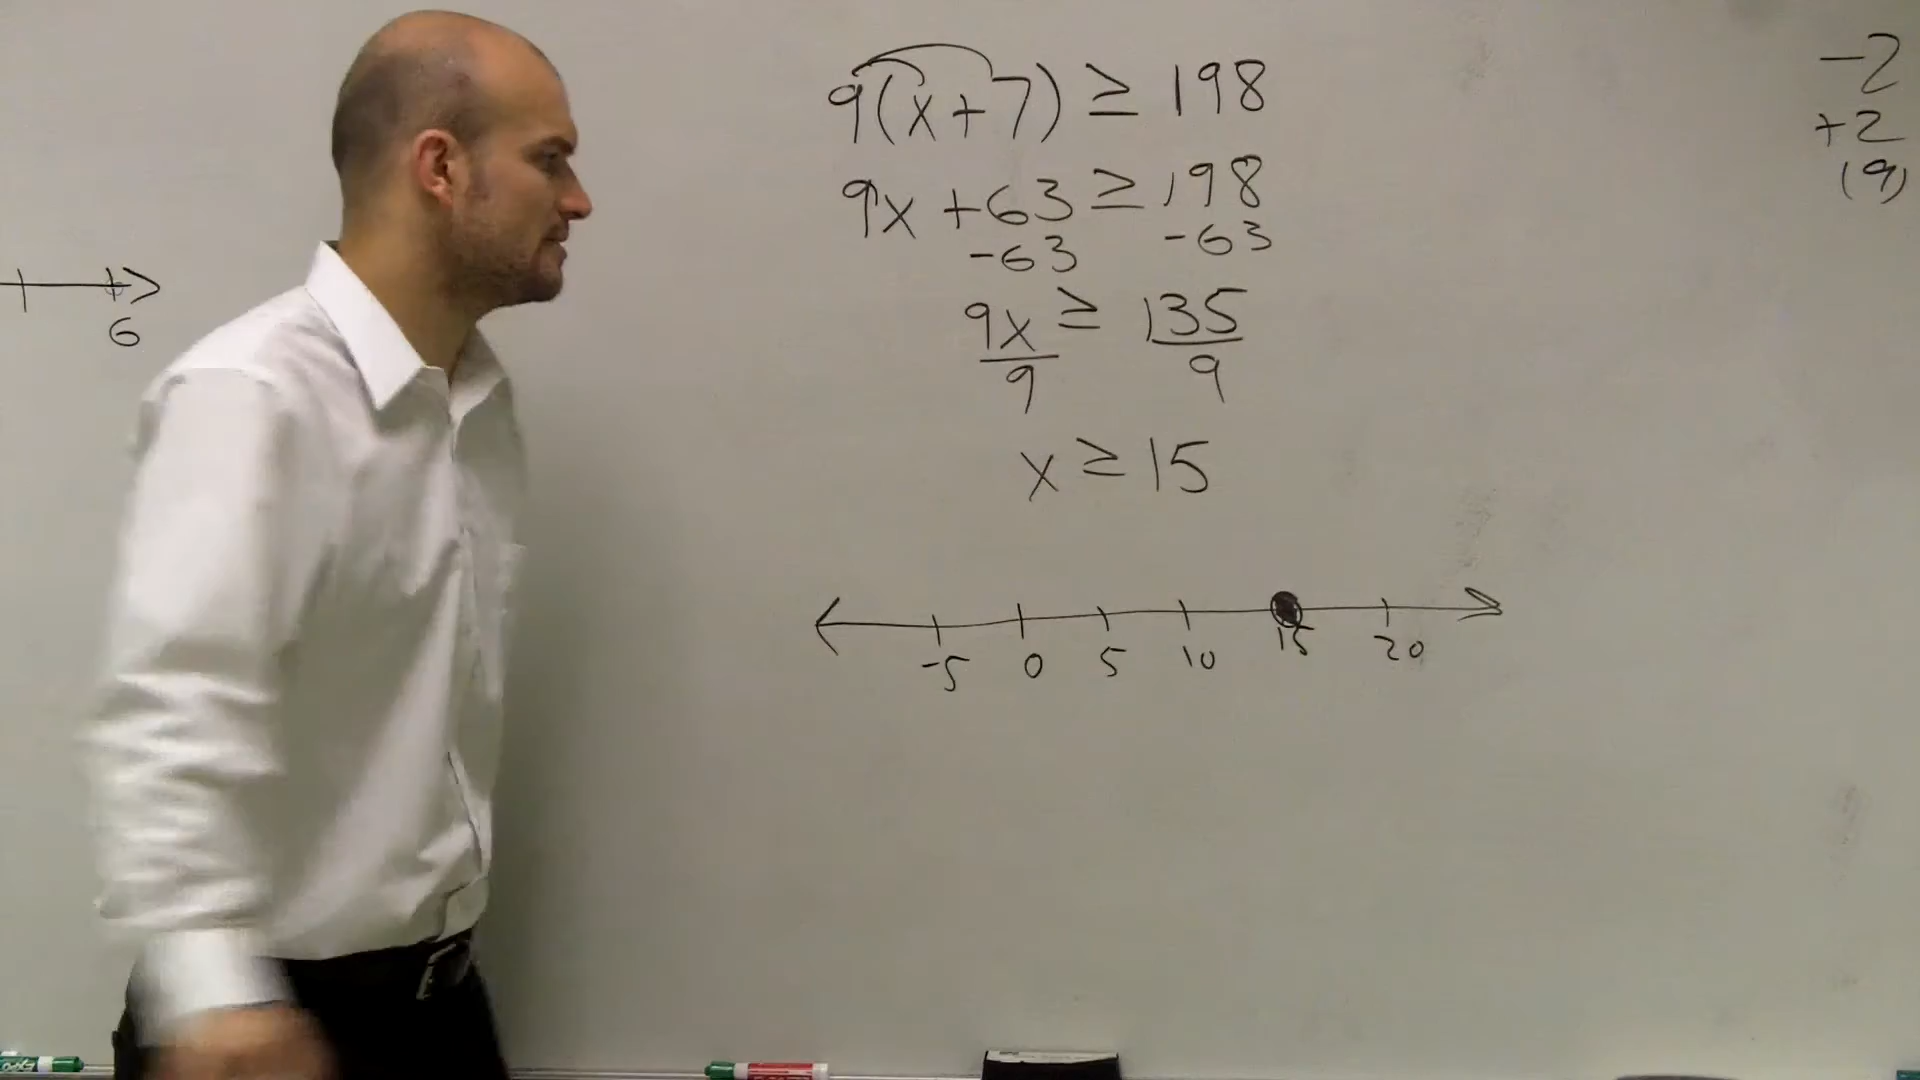 9(x+7) ≥ 198
9x +63 ≥ 198
-63 -63
9x ≥ 135
9 9
x ≥ 15
-5 0 5 10 15 20
6
-2
+2
(9)
EXPO